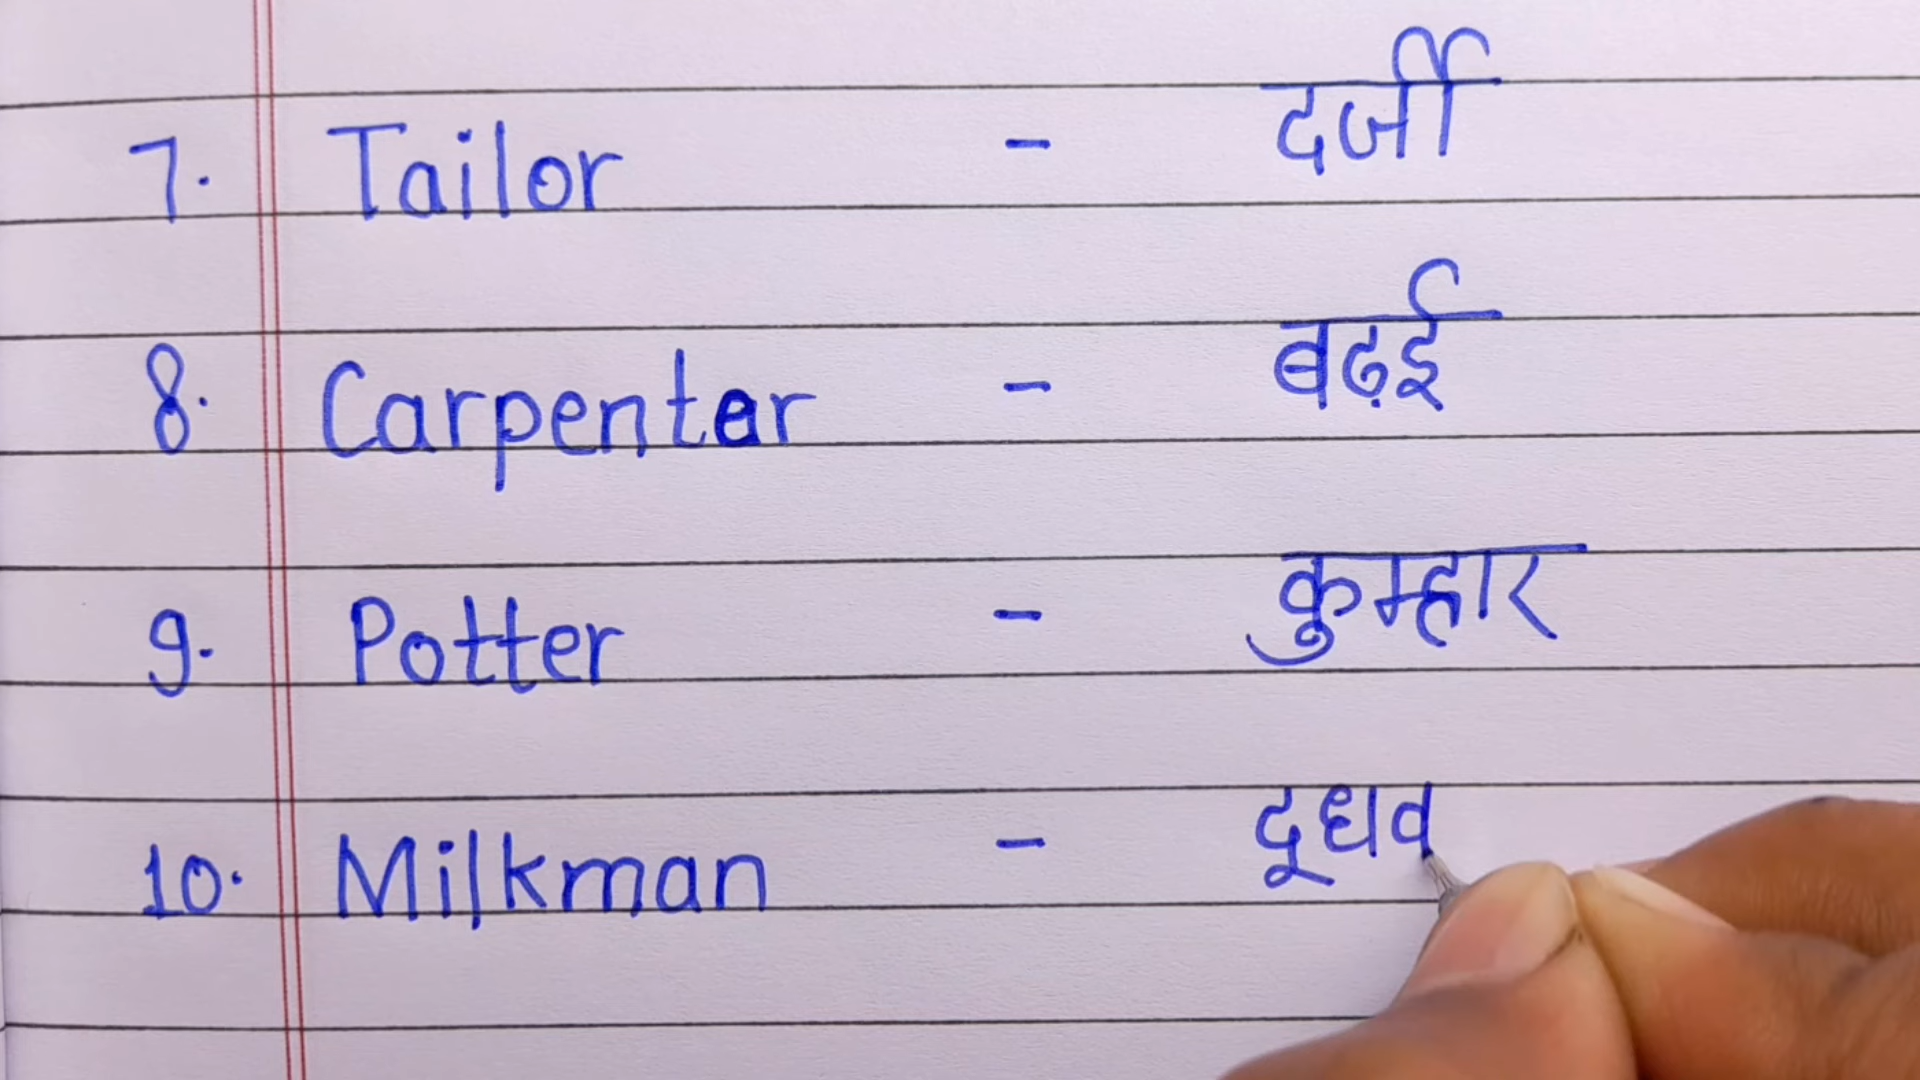 7. Tailor - दर्जी
8. Carpenter - बढ़ई
9. Potter - कुम्हार
10. Milkman - दूधव